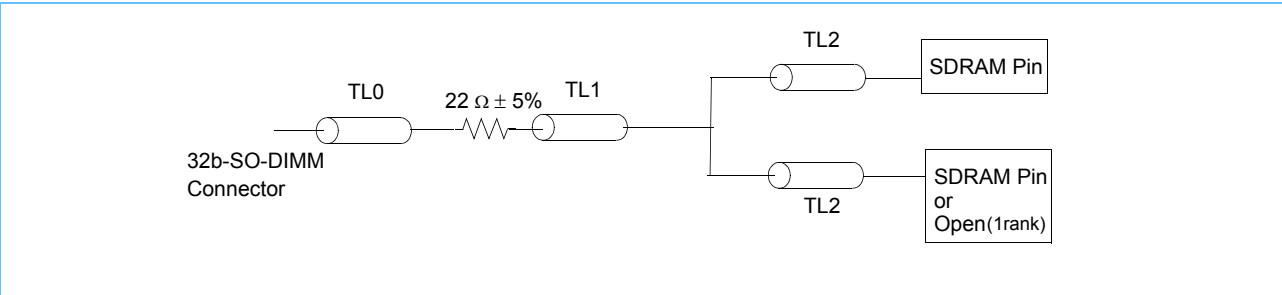 TL2
SDRAM Pin
TL0
22 Ω ± 5%
TL1
32b-SO-DIMM
Connector
SDRAM Pin
or
Open(1rank)
TL2